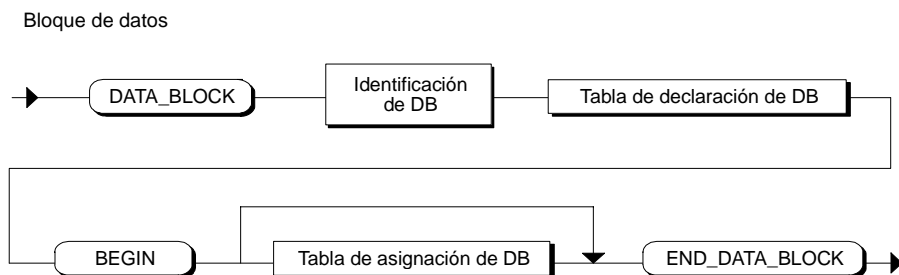 Bloque de datos
DATA_BLOCK
Identificación
de DB
Tabla de declaración de DB
BEGIN
Tabla de asignación de DB
END_DATA_BLOCK